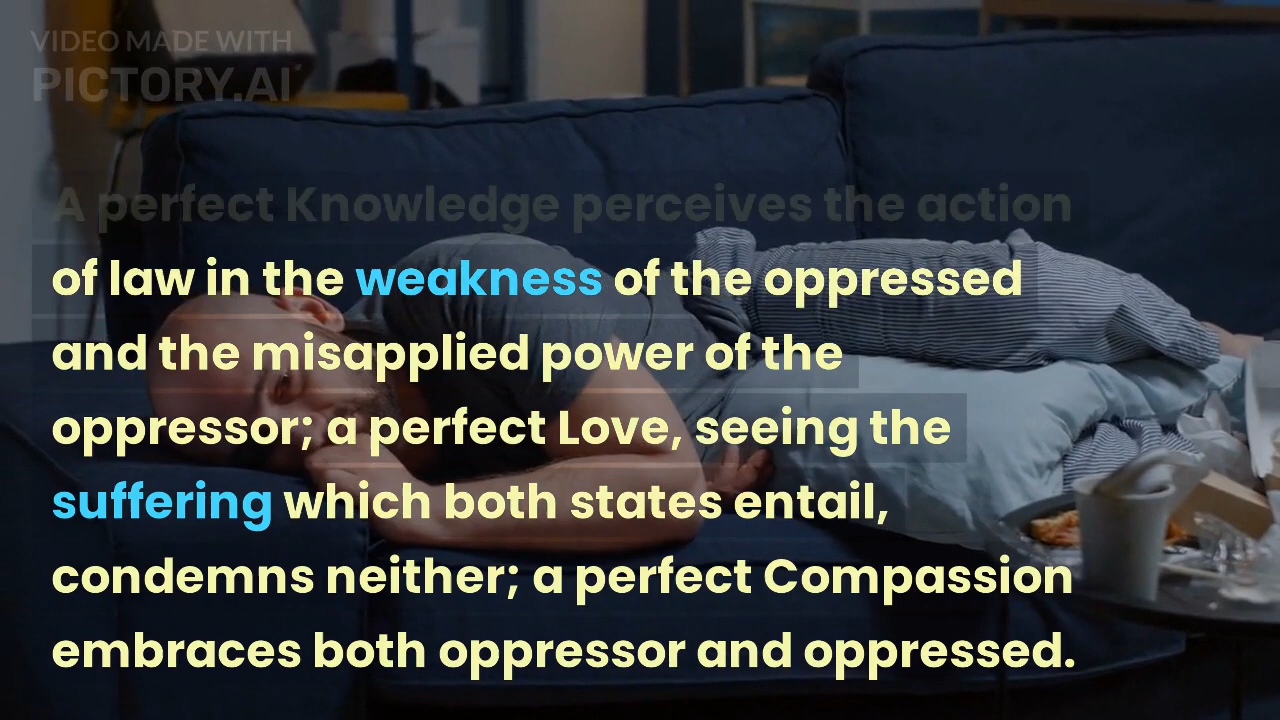 VIDEO MADE WITH
PICTORY.AI
A perfect Knowledge perceives the action
of law in the weakness of the oppressed
and the misapplied power of the
oppressor; a perfect Love, seeing the
suffering which both states entail,
condemns neither; a perfect Compassion
embraces both oppressor and oppressed.